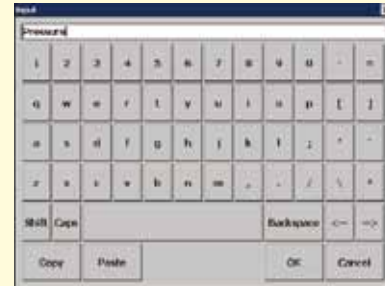 Input
Pressure
1 2 3 4 5 6 7 8 9 0 - =
q w e r t y u i o p [ ]
a s d f g h j k l ; '
z x c v b n m , . / \
Shift Caps Backspace <-- -->
Copy Paste OK Cancel